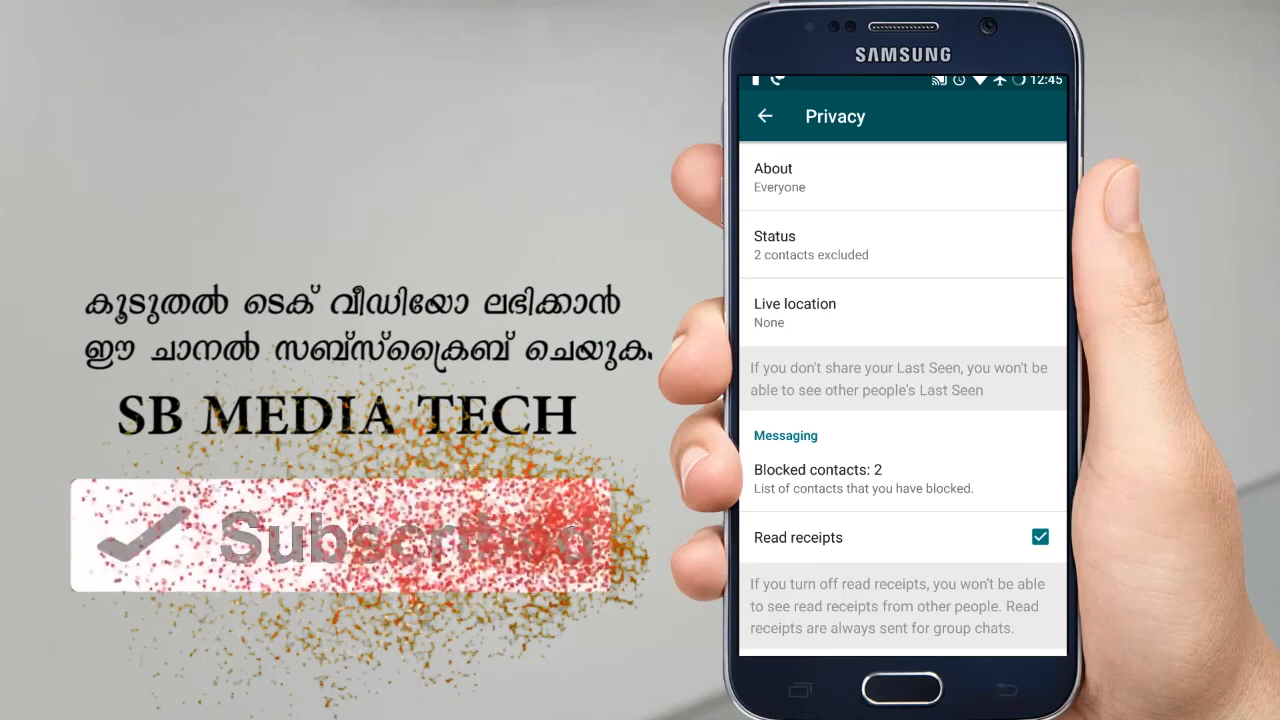 കൂടുതൽ ടെക് വീഡിയോ ലഭിക്കാൻ
ഈ ചാനൽ സബ്സ്ക്രൈബ് ചെയുക.
SB MEDIA TECH
Subscribed
SAMSUNG
12:45
Privacy
About
Everyone
Status
2 contacts excluded
Live location
None
If you don't share your Last Seen, you won't be
able to see other people's Last Seen
Messaging
Blocked contacts: 2
List of contacts that you have blocked.
Read receipts
If you turn off read receipts, you won't be able
to see read receipts from other people. Read
receipts are always sent for group chats.